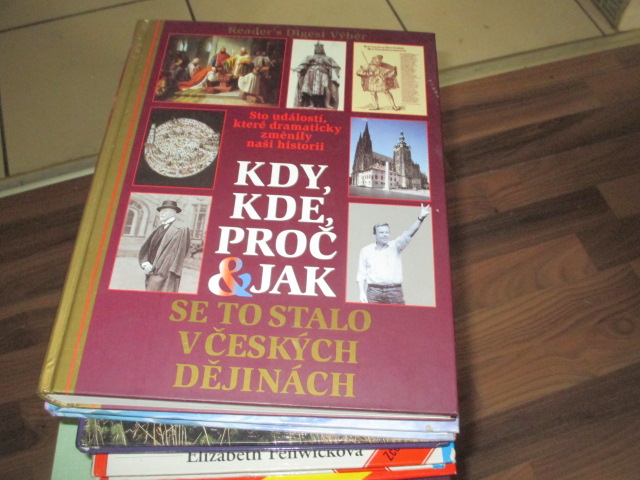 Reader's Digest Výběr
Sto událostí,
které dramaticky
změnily
naši historii
KDY,
KDE,
PROČ
& JAK
SE TO STALO
V ČESKÝCH
DĚJINÁCH
Elizabeth Fenwicková